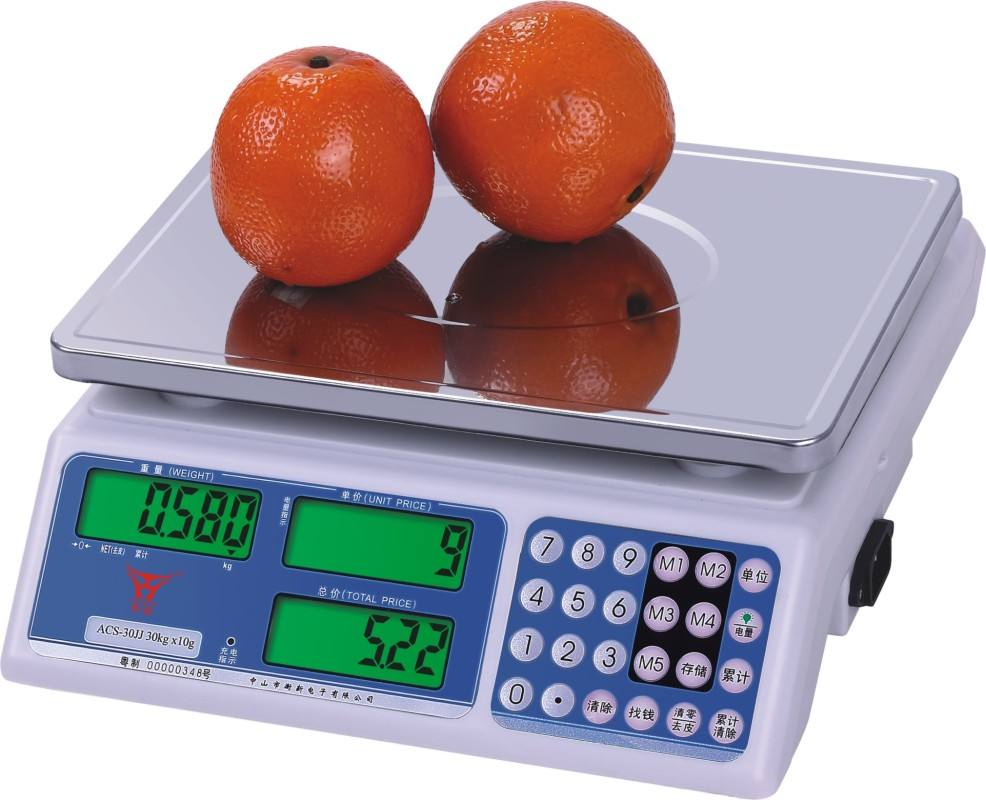 重量 (WEIGHT)
0.580
→0← NET(去皮) 累计
kg
电量指示
单价(UNIT PRICE)
9
总价(TOTAL PRICE)
5.22
ACS-30JJ 30kg x10g
充电
指示
粤制 00000348号
中山市衡新电子有限公司
7 8 9 M1 M2 单位
4 5 6 M3 M4 电量
1 2 3 M5 存储 累计
0 • 清除 找钱 清零
去皮 累计
清除